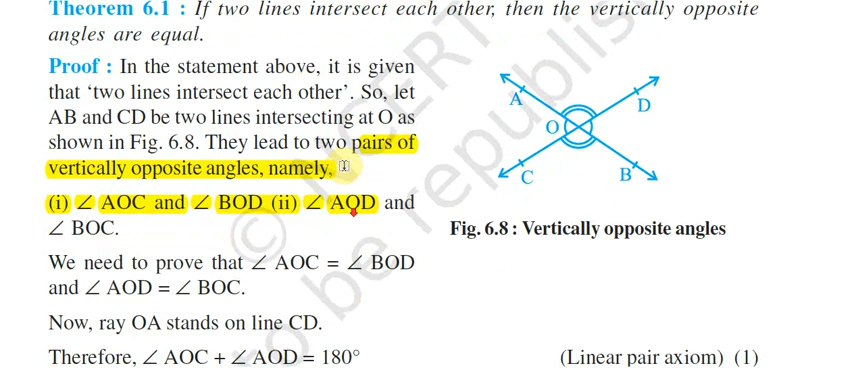 Theorem 6.1 : If two lines intersect each other, then the vertically opposite
angles are equal.
Proof : In the statement above, it is given
that ‘two lines intersect each other’. So, let
AB and CD be two lines intersecting at O as
shown in Fig. 6.8. They lead to two pairs of
vertically opposite angles, namely,
(i) ∠ AOC and ∠ BOD (ii) ∠ AOD and
∠ BOC.
A
D
O
C
B
Fig. 6.8 : Vertically opposite angles
We need to prove that ∠ AOC = ∠ BOD
and ∠ AOD = ∠ BOC.
Now, ray OA stands on line CD.
Therefore, ∠ AOC + ∠ AOD = 180° (Linear pair axiom) (1)
© NCERT
to be republis